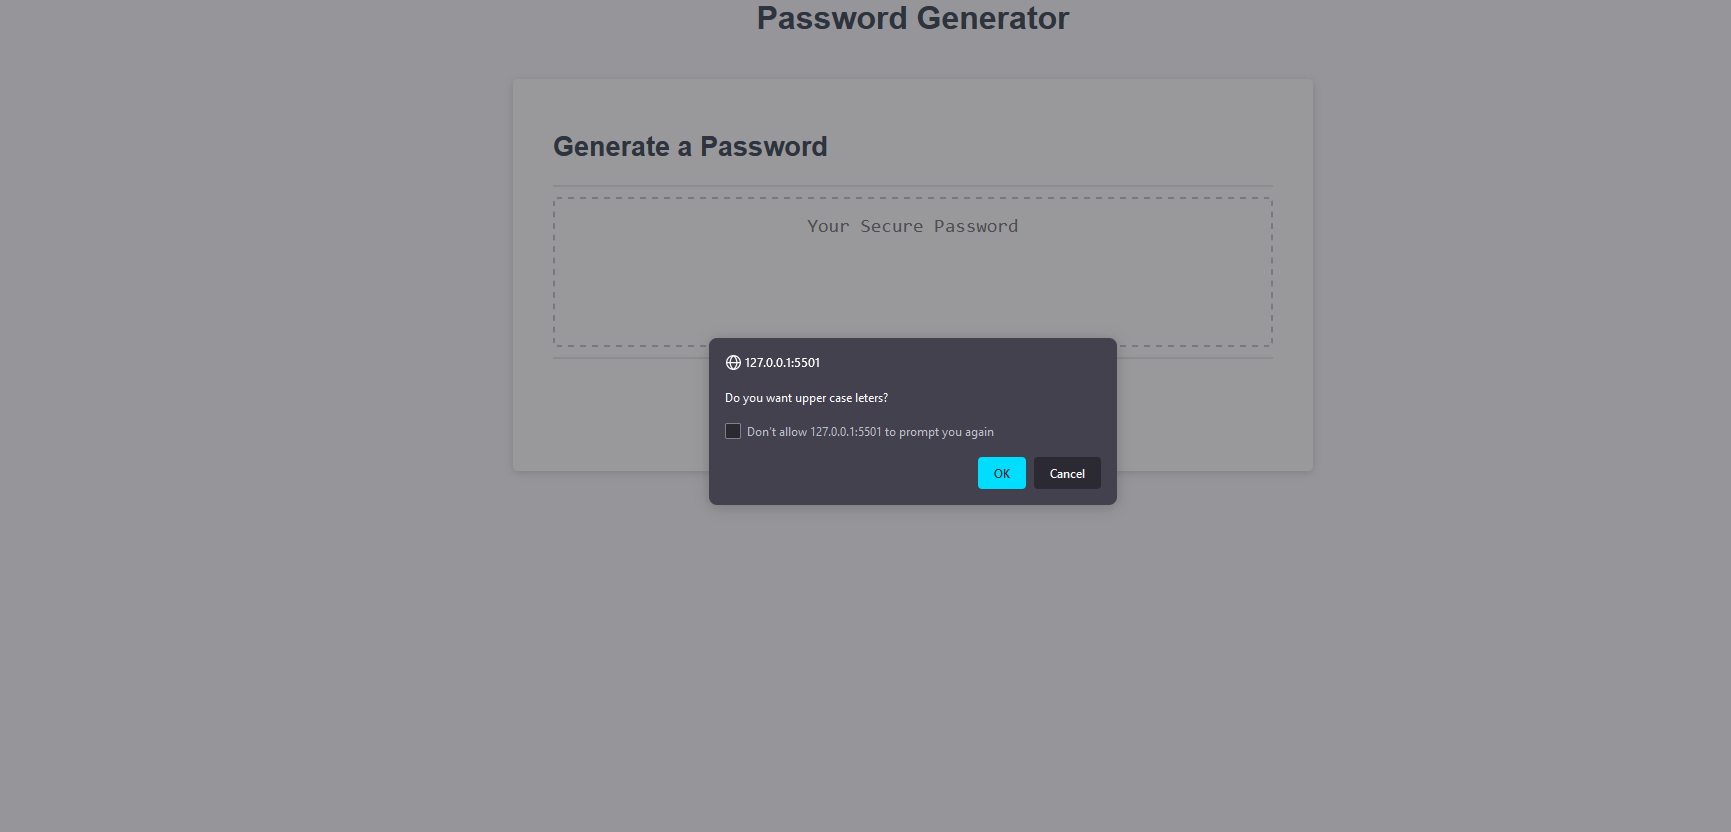 Password Generator
Generate a Password
Your Secure Password
127.0.0.1:5501
Do you want upper case leters?
Don't allow 127.0.0.1:5501 to prompt you again
OK Cancel